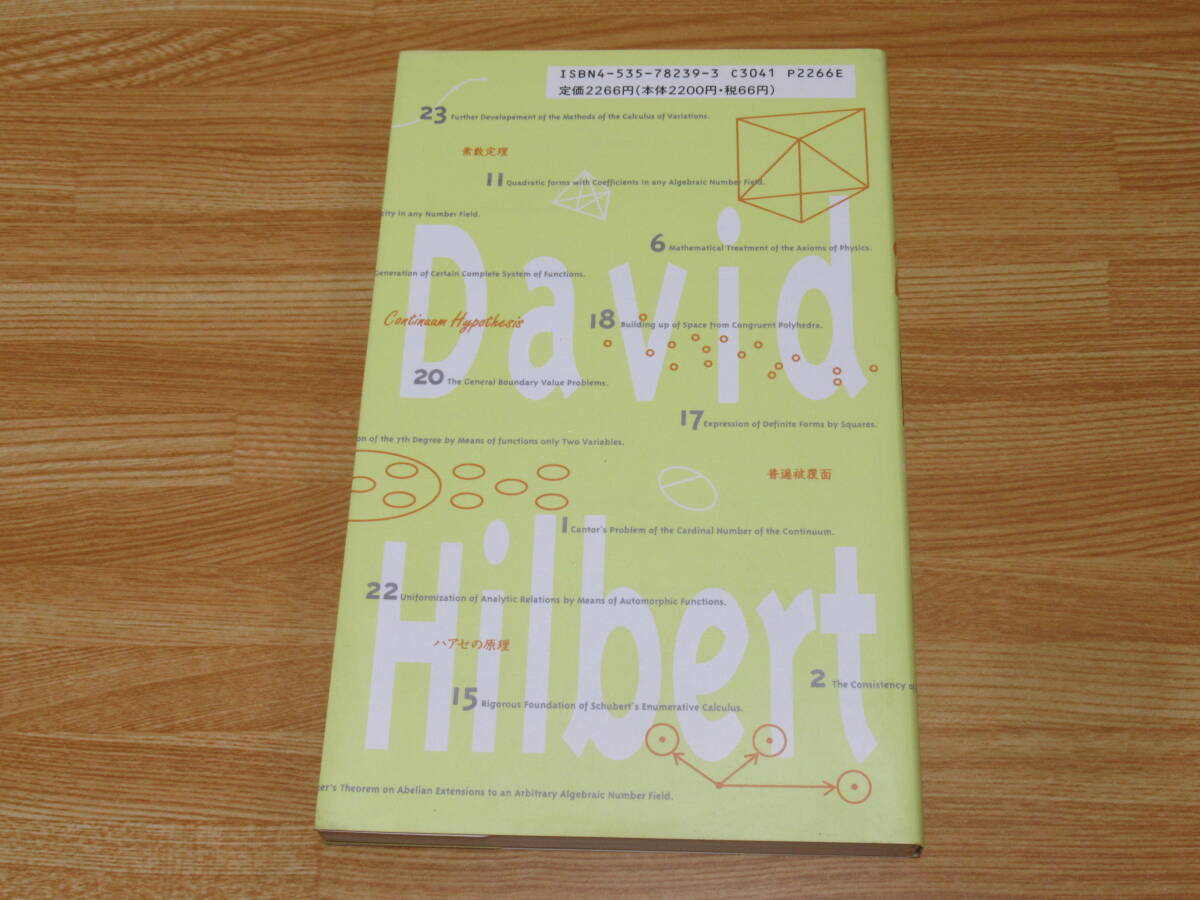 ISBN4-535-78239-3 C3041 P2266E
定価2266円(本体2200円・税66円)
23 Further Developement of the Methods of the Calculus of Variations.
素数定理
11 Quadratic forms with Coefficients in any Algebraic Number Field.
city in any Number Field.
6 Mathematical Treatment of the Axioms of Physics.
David
Generation of Certain Complete System of Functions.
Continuum Hypothesis
18 Building up of Space from Congruent Polyhedra.
20 The General Boundary Value Problems.
17 Expression of Definite Forms by Squares.
on of the 7th Degree by Means of functions only Two Variables.
普遍被覆面
1 Cantor's Problem of the Cardinal Number of the Continuum.
Hilbert
22 Uniformization of Analytic Relations by Means of Automorphic Functions.
ハアセの原理
2 The Consistency o
15 Rigorous Foundation of Schubert's Enumerative Calculus.
er's Theorem on Abelian Extensions to an Arbitrary Algebraic Number Field.